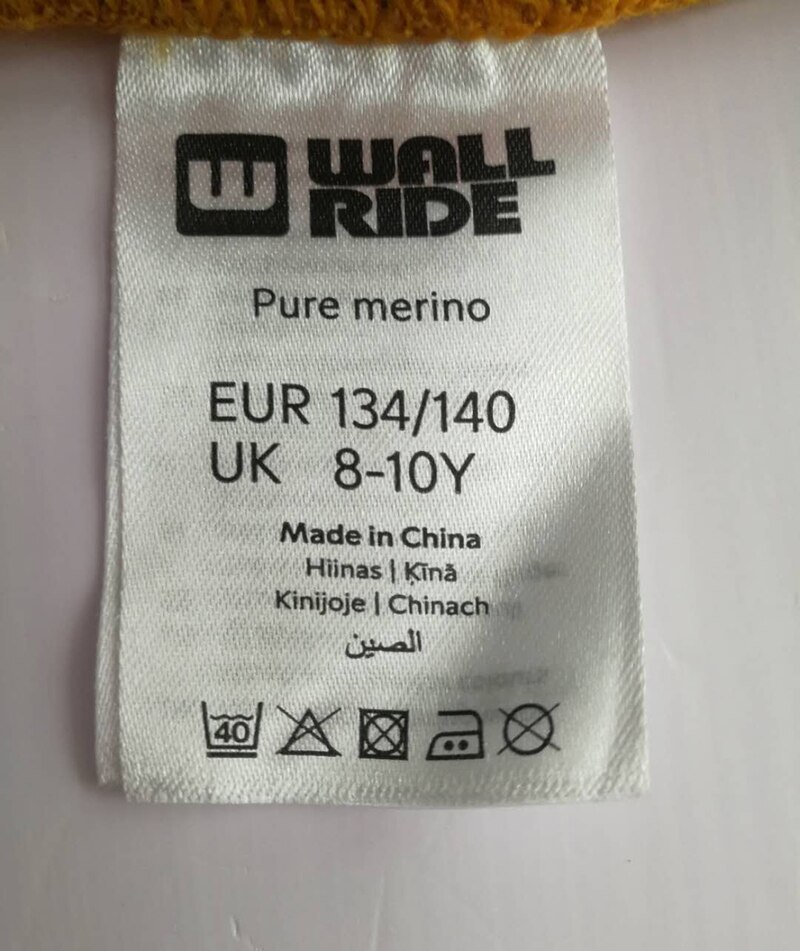 WALL
RIDE
Pure merino
EUR 134/140
UK 8-10Y
Made in China
Hiinas | Ķīnā
Kinijoje | Chinach
الصين
40